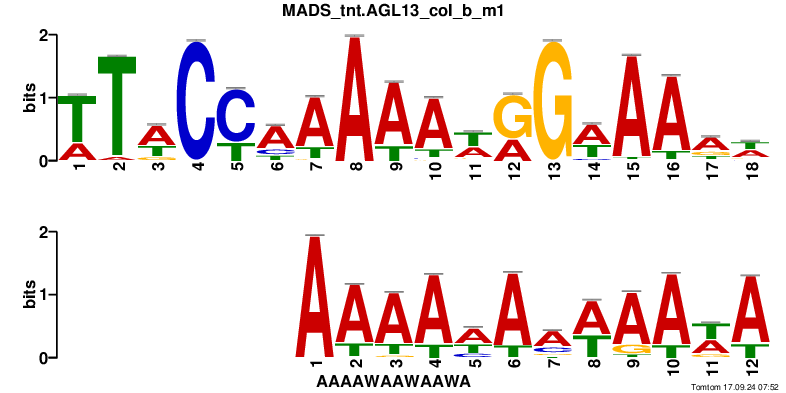 MADS_tnt.AGL13_col_b_m1
2
bits
1
0
T T A C C A A A A A T G G A A A A T
A A T T C T T T A A T T T G A
1 2 3 4 5 6 7 8 9 10 11 12 13 14 15 16 17 18
2
bits
1
0
A A A A A A A A A A T A
T T T T T C T G T A T
1 2 3 4 5 6 7 8 9 10 11 12
AAAAWAAWAAWA
Tomtom 17.09.24 07:52